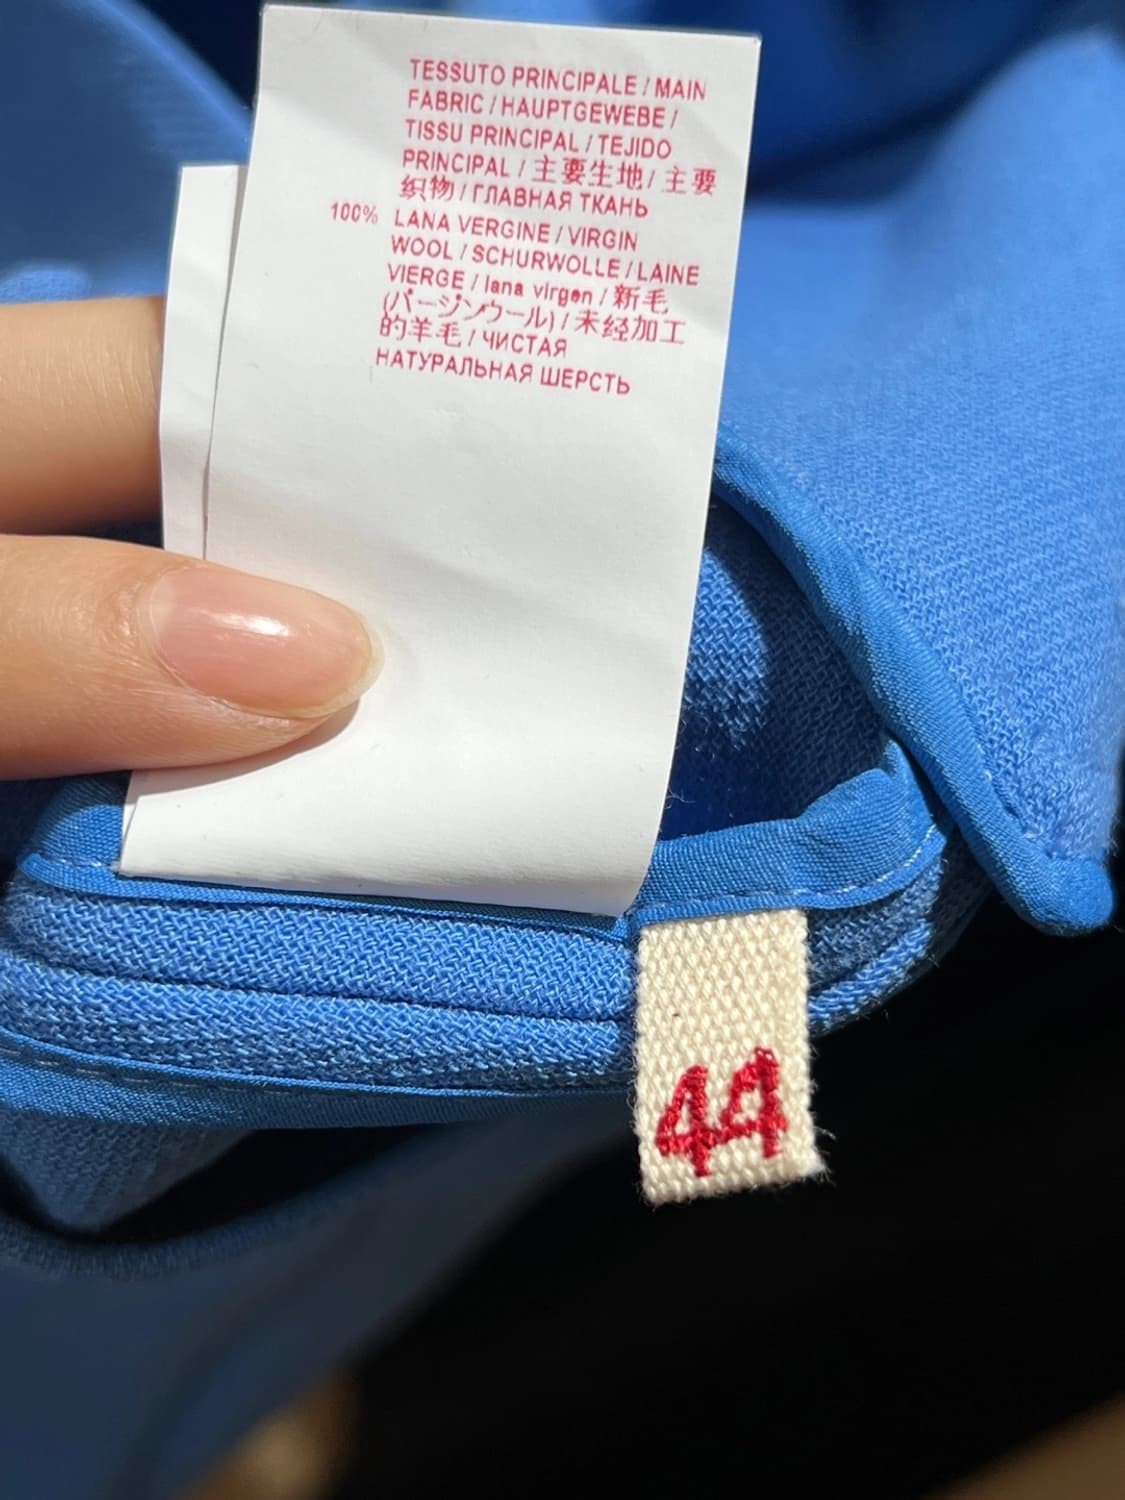 TESSUTO PRINCIPALE / MAIN
FABRIC / HAUPTGEWEBE /
TISSU PRINCIPAL / TEJIDO
PRINCIPAL / 主要生地 / 主要
织物 / ГЛАВНАЯ ТКАНЬ
100% LANA VERGINE / VIRGIN
WOOL / SCHURWOLLE / LAINE
VIERGE / lana virgen / 新毛
(バージンウール) / 未经加工
的羊毛 / ЧИСТАЯ
НАТУРАЛЬНАЯ ШЕРСТЬ
44